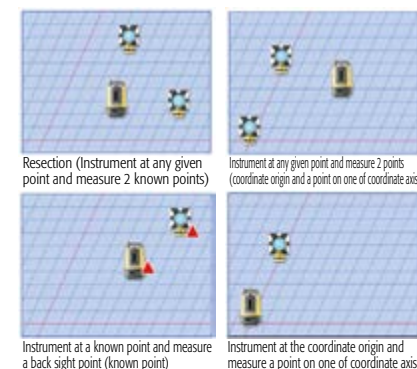 Resection (Instrument at any given
point and measure 2 known points)
Instrument at any given point and measure 2 points
(coordinate origin and a point on one of coordinate axis
Instrument at a known point and measure
a back sight point (known point)
Instrument at the coordinate origin and
measure a point on one of coordinate axis